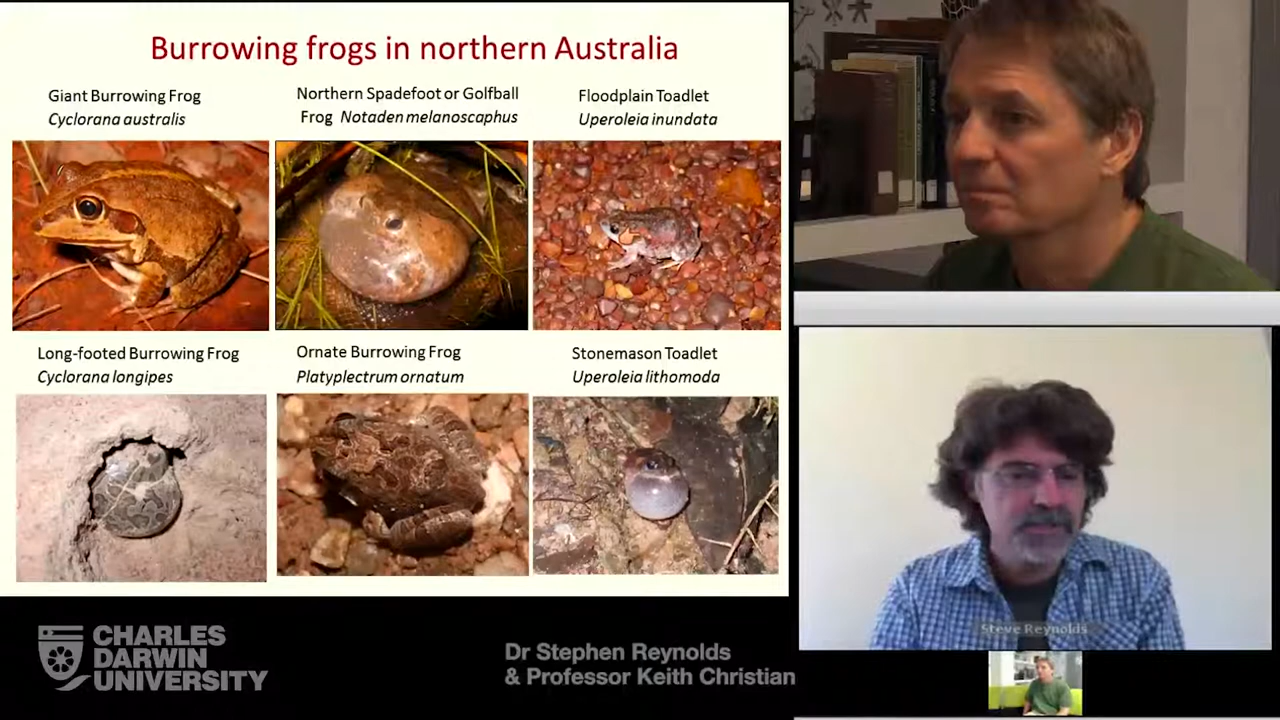 Burrowing frogs in northern Australia
Giant Burrowing Frog
Cyclorana australis
Northern Spadefoot or Golfball
Frog Notaden melanoscaphus
Floodplain Toadlet
Uperoleia inundata
Long-footed Burrowing Frog
Cyclorana longipes
Ornate Burrowing Frog
Platyplectrum ornatum
Stonemason Toadlet
Uperoleia lithomoda
Steve Reynolds
CHARLES
DARWIN
UNIVERSITY
Dr Stephen Reynolds
& Professor Keith Christian